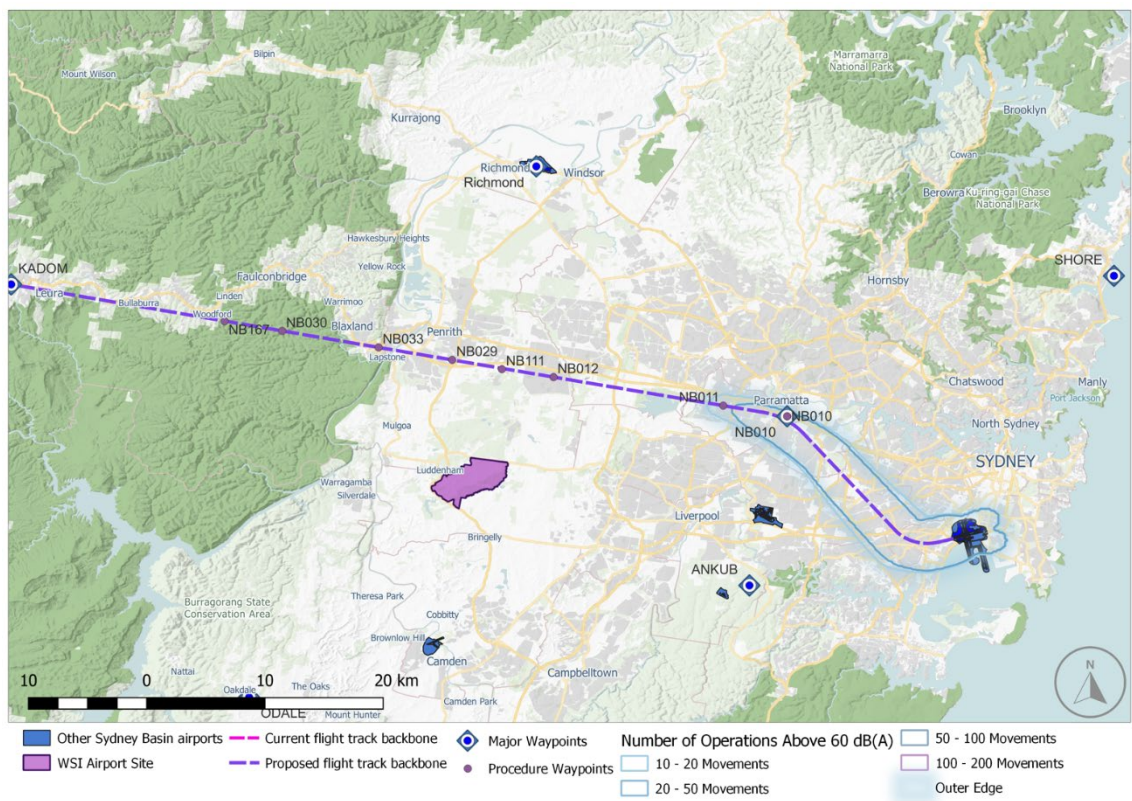 Mount Wilson
Bilpin
Marramarra
National Park
Brooklyn
Kurrajong
Cowan
Richmond
Richmond
Windsor
Berowra
Ku-ring-gai Chase
National Park
Hawkesbury Heights
Yellow Rock
KADOM
Leura
Faulconbridge
Hornsby
SHORE
Bullaburra
Linden
Woodford
Warrimoo
NB167
NB030
Blaxland
Penrith
NB033
Lapstone
NB029
NB111
NB012
Chatswood
Manly
Port Jackson
NB011
Parramatta
NB010
NB010
North Sydney
Mulgoa
SYDNEY
Luddenham
Warragamba
Silverdale
Liverpool
Bringelly
ANKUB
Burragorang State
Conservation Area
Theresa Park
Cobbitty
Brownlow Hill
Camden
Campbelltown
Nattai
Oakdale
The Oaks
Camden Park
ODALE
Mount Hunter
10 0 10 20 km
N
Other Sydney Basin airports
WSI Airport Site
Current flight track backbone
Proposed flight track backbone
Major Waypoints
Procedure Waypoints
Number of Operations Above 60 dB(A)
10 - 20 Movements
20 - 50 Movements
50 - 100 Movements
100 - 200 Movements
Outer Edge